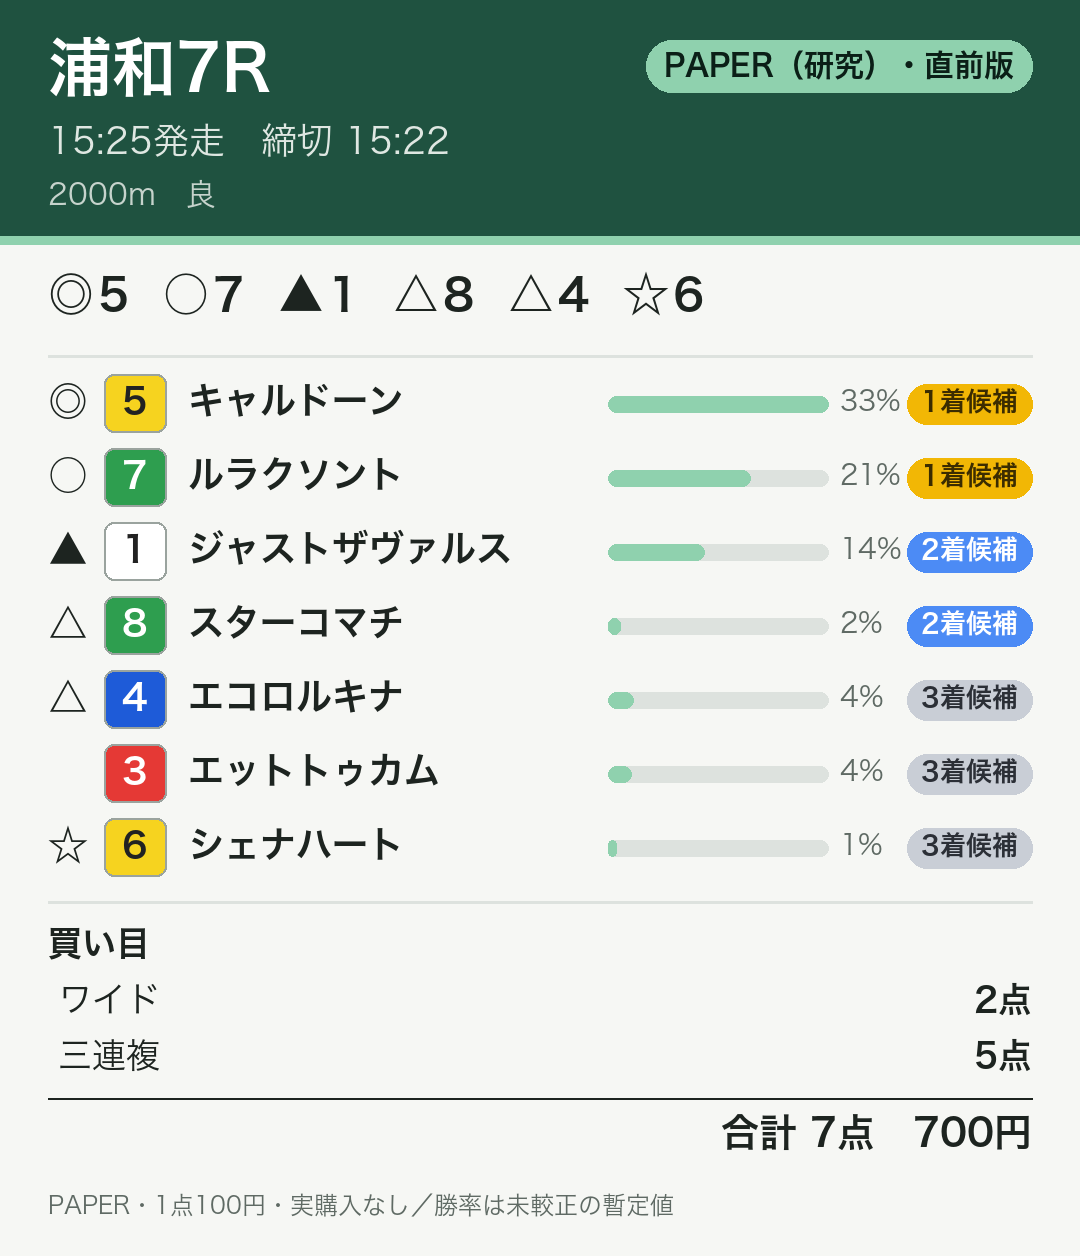 浦和7R
PAPER（研究）・直前版
15:25発走　締切 15:22
2000m　良
◎5 ○7 ▲1 △8 △4 ☆6
◎ 5 キャルドーン 33% 1着候補
○ 7 ルラクソント 21% 1着候補
▲ 1 ジャストザヴァルス 14% 2着候補
△ 8 スターコマチ 2% 2着候補
△ 4 エコロルキナ 4% 3着候補
3 エットトゥカム 4% 3着候補
☆ 6 シェナハート 1% 3着候補
買い目
ワイド 2点
三連複 5点
合計 7点　700円
PAPER・1点100円・実購入なし／勝率は未較正の暫定値